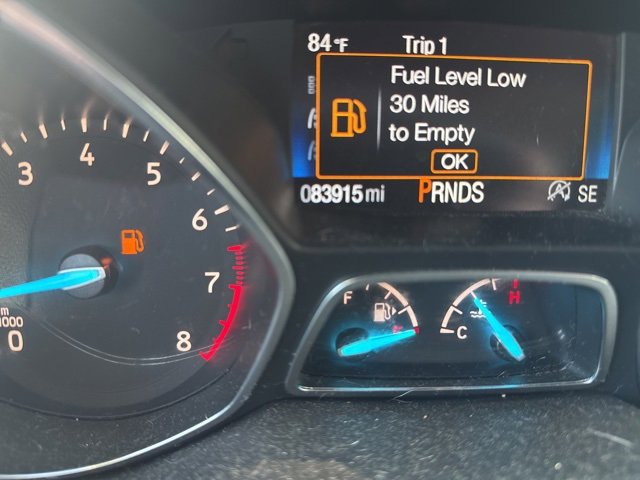 84°F Trip 1
Fuel Level Low
30 Miles
to Empty
OK
083915 mi PRNDS SE
3 4 5 6 7 8
0
1000
F
H
C